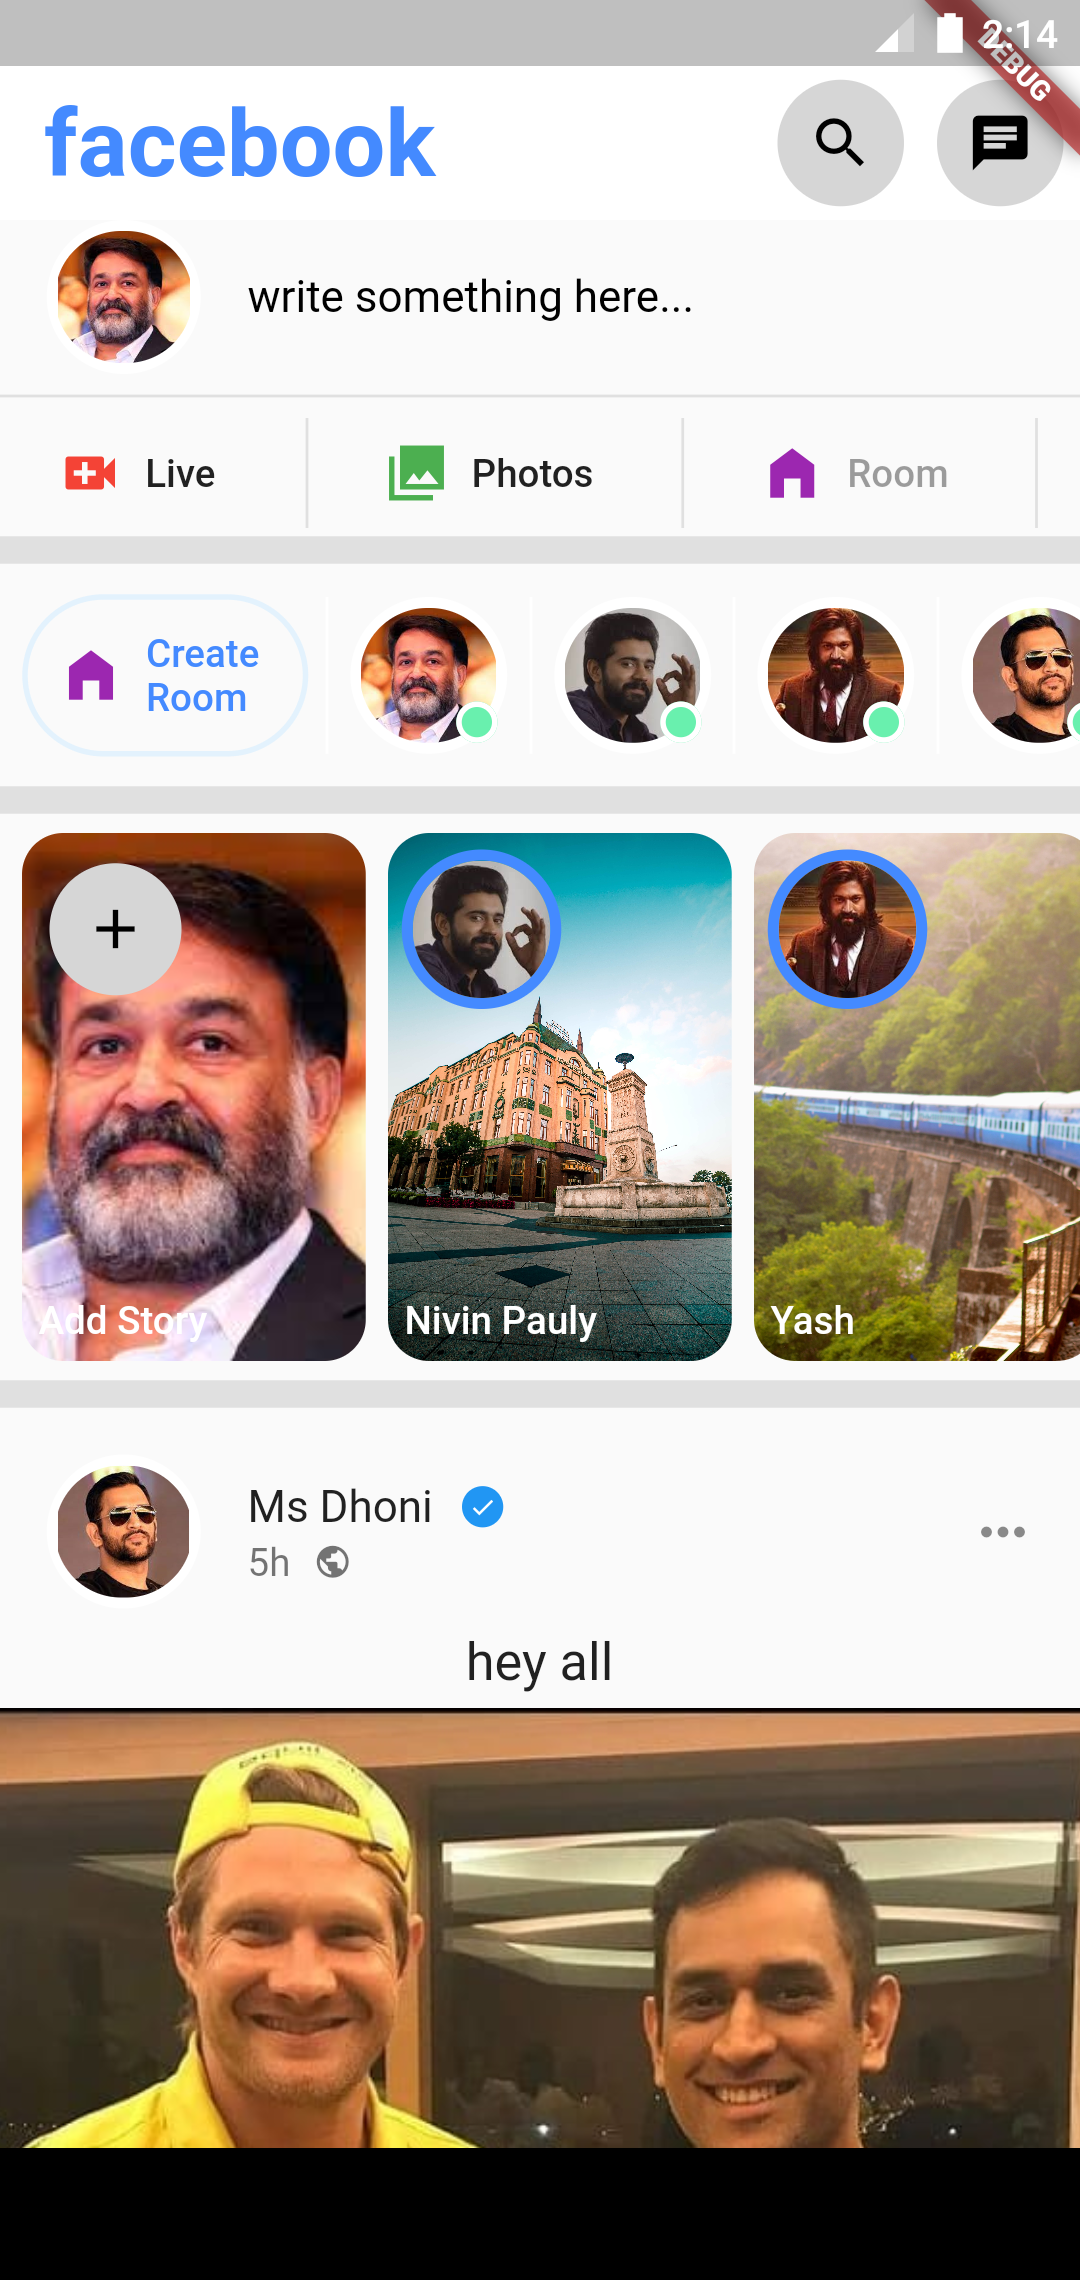 2:14
DEBUG
facebook
write something here...
Live
Photos
Room
Create
Room
Add Story
Nivin Pauly
Yash
Ms Dhoni
5h
hey all